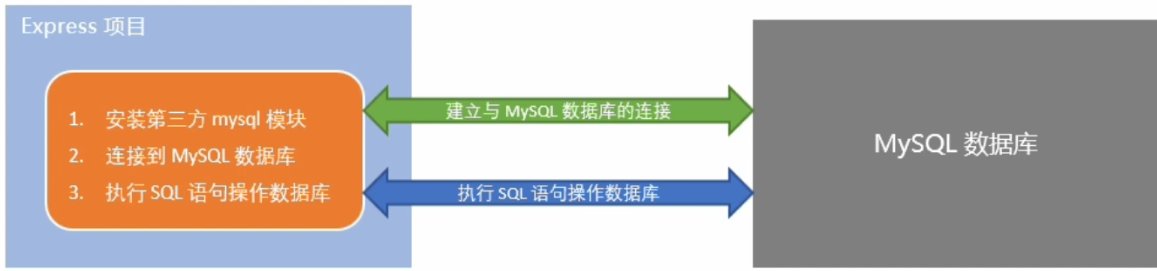 Express 项目
1. 安装第三方 mysql 模块
2. 连接到 MySQL 数据库
3. 执行 SQL 语句操作数据库
建立与 MySQL 数据库的连接
执行 SQL 语句操作数据库
MySQL 数据库